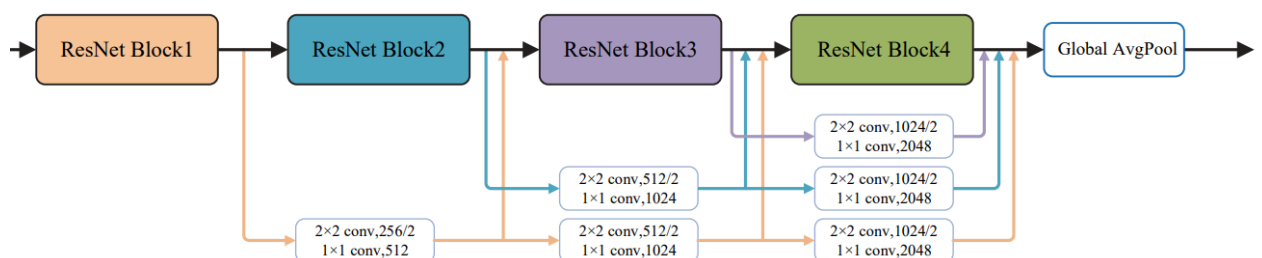 ResNet Block1
ResNet Block2
ResNet Block3
ResNet Block4
Global AvgPool
2×2 conv,1024/2
1×1 conv,2048
2×2 conv,512/2
1×1 conv,1024
2×2 conv,1024/2
1×1 conv,2048
2×2 conv,256/2
1×1 conv,512
2×2 conv,512/2
1×1 conv,1024
2×2 conv,1024/2
1×1 conv,2048